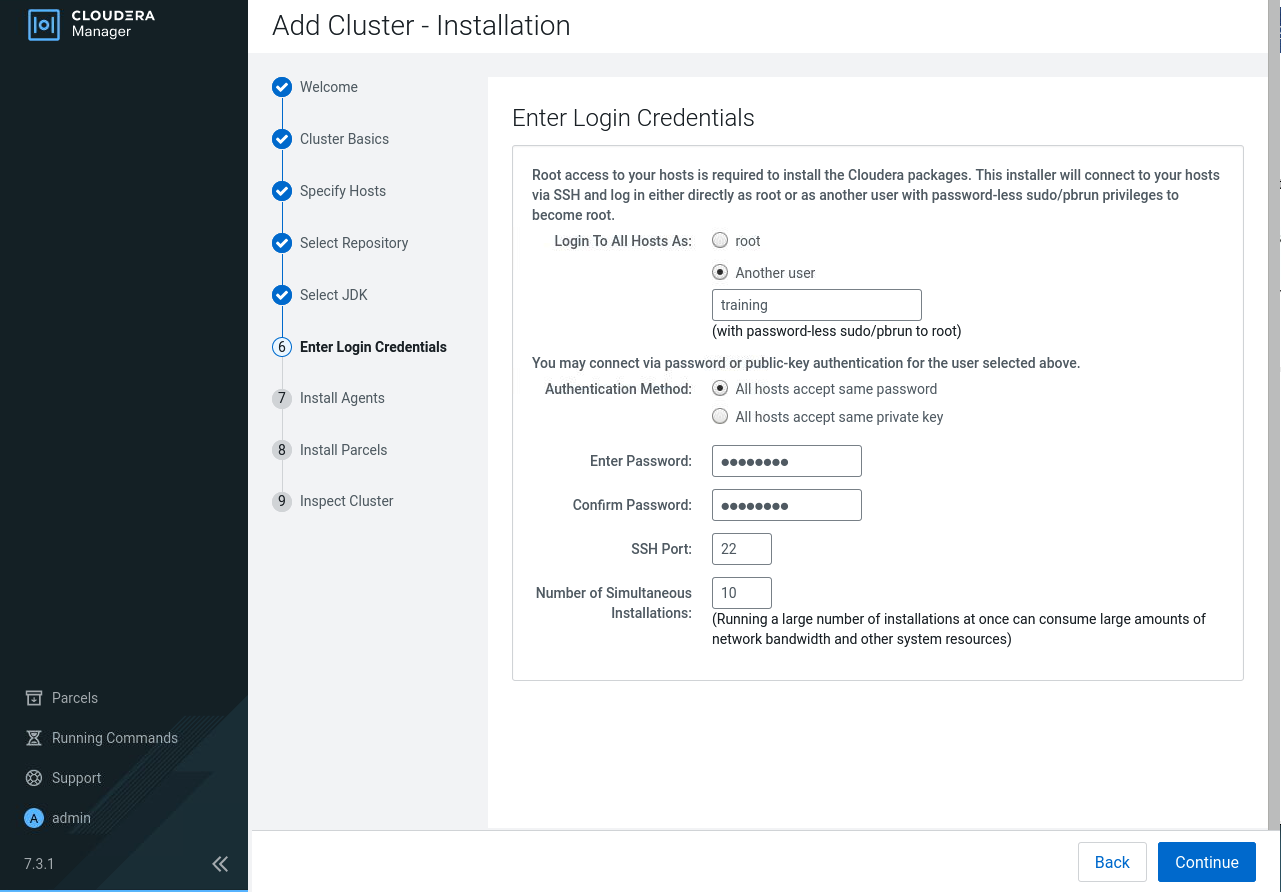 CLOUDERA
Manager
Add Cluster - Installation
Welcome
Cluster Basics
Specify Hosts
Select Repository
Select JDK
6 Enter Login Credentials
7 Install Agents
8 Install Parcels
9 Inspect Cluster
Enter Login Credentials
Root access to your hosts is required to install the Cloudera packages. This installer will connect to your hosts
via SSH and log in either directly as root or as another user with password-less sudo/pbrun privileges to
become root.
Login To All Hosts As: root
Another user
training
(with password-less sudo/pbrun to root)
You may connect via password or public-key authentication for the user selected above.
Authentication Method: All hosts accept same password
All hosts accept same private key
Enter Password: ●●●●●●●●
Confirm Password: ●●●●●●●●
SSH Port: 22
Number of Simultaneous
Installations:
10
(Running a large number of installations at once can consume large amounts of
network bandwidth and other system resources)
Parcels
Running Commands
Support
A admin
7.3.1
Back Continue